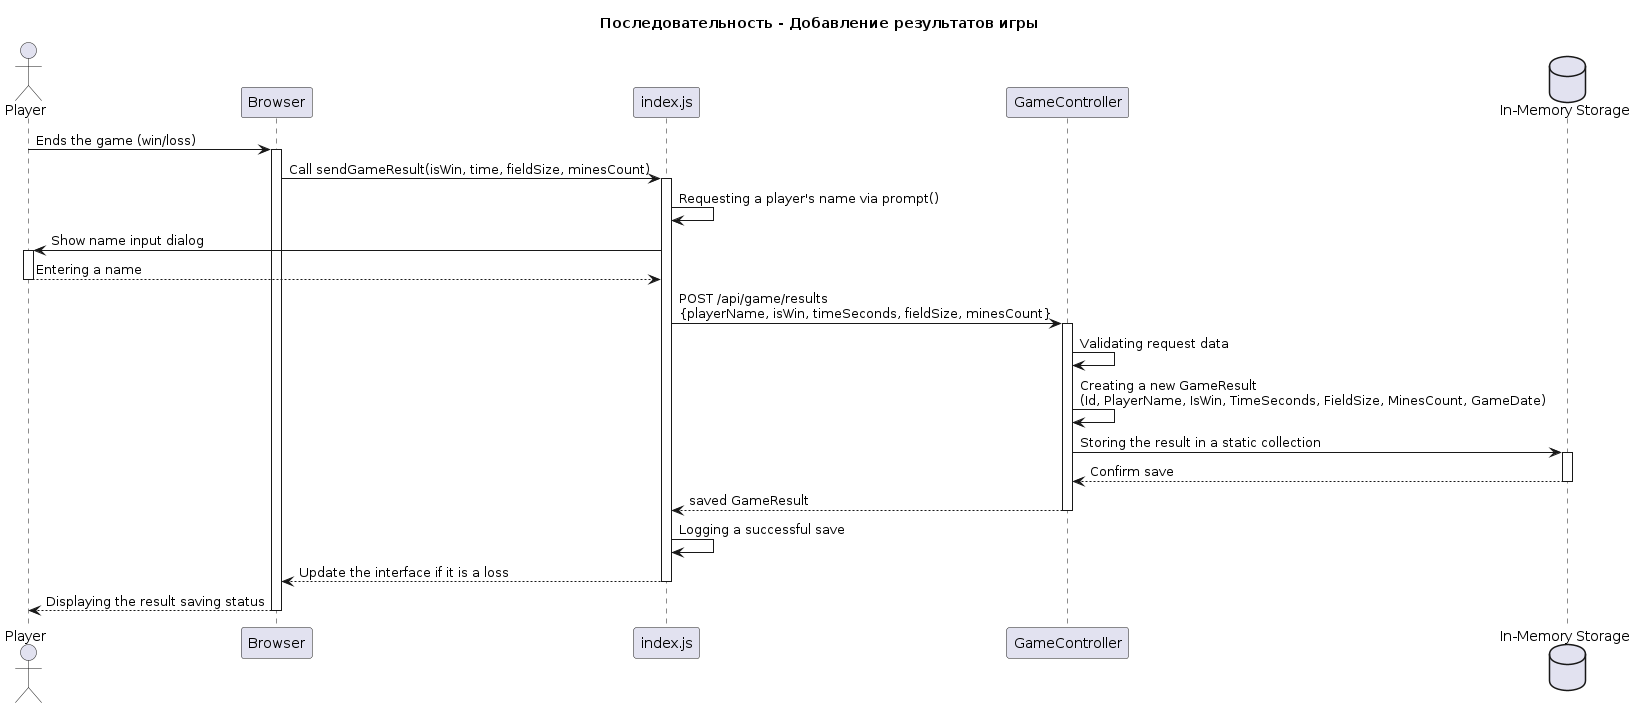 Последовательность - Добавление результатов игры
Player
Browser
index.js
GameController
In-Memory Storage
Ends the game (win/loss)
Call sendGameResult(isWin, time, fieldSize, minesCount)
Requesting a player's name via prompt()
Show name input dialog
Entering a name
POST /api/game/results
{playerName, isWin, timeSeconds, fieldSize, minesCount}
Validating request data
Creating a new GameResult
(Id, PlayerName, IsWin, TimeSeconds, FieldSize, MinesCount, GameDate)
Storing the result in a static collection
Confirm save
saved GameResult
Logging a successful save
Update the interface if it is a loss
Displaying the result saving status
Player
Browser
index.js
GameController
In-Memory Storage